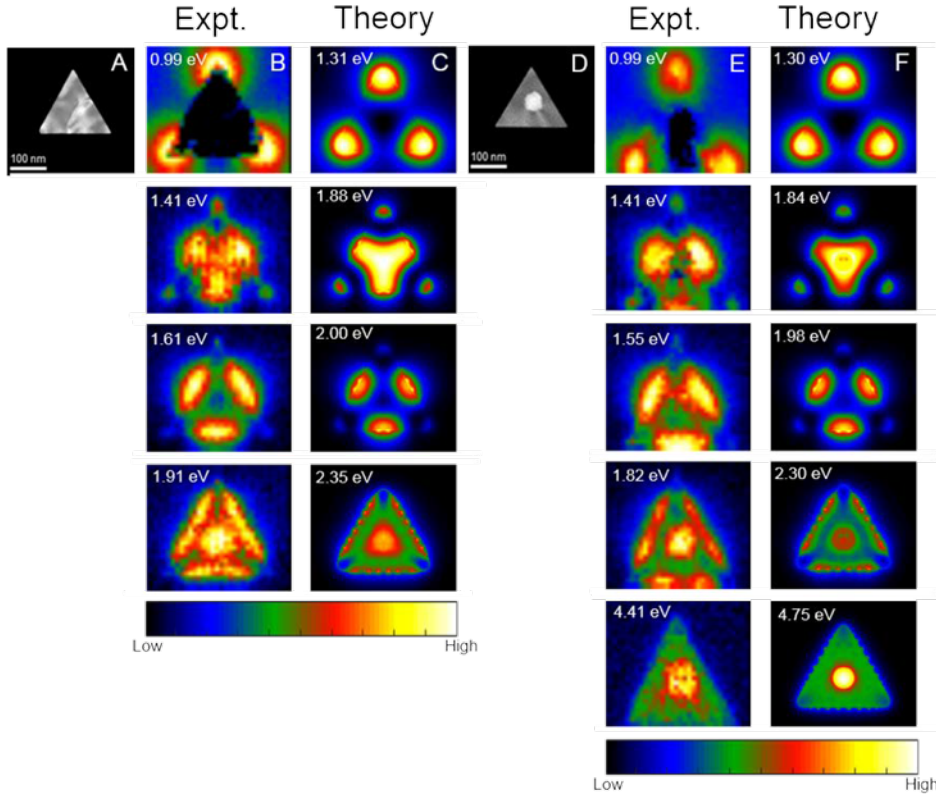 Expt. Theory Expt. Theory
A 0.99 eV B 1.31 eV C D 0.99 eV E 1.30 eV F
100 nm 100 nm
1.41 eV 1.88 eV 1.41 eV 1.84 eV
1.61 eV 2.00 eV 1.55 eV 1.98 eV
1.91 eV 2.35 eV 1.82 eV 2.30 eV
4.41 eV 4.75 eV
Low High
Low High